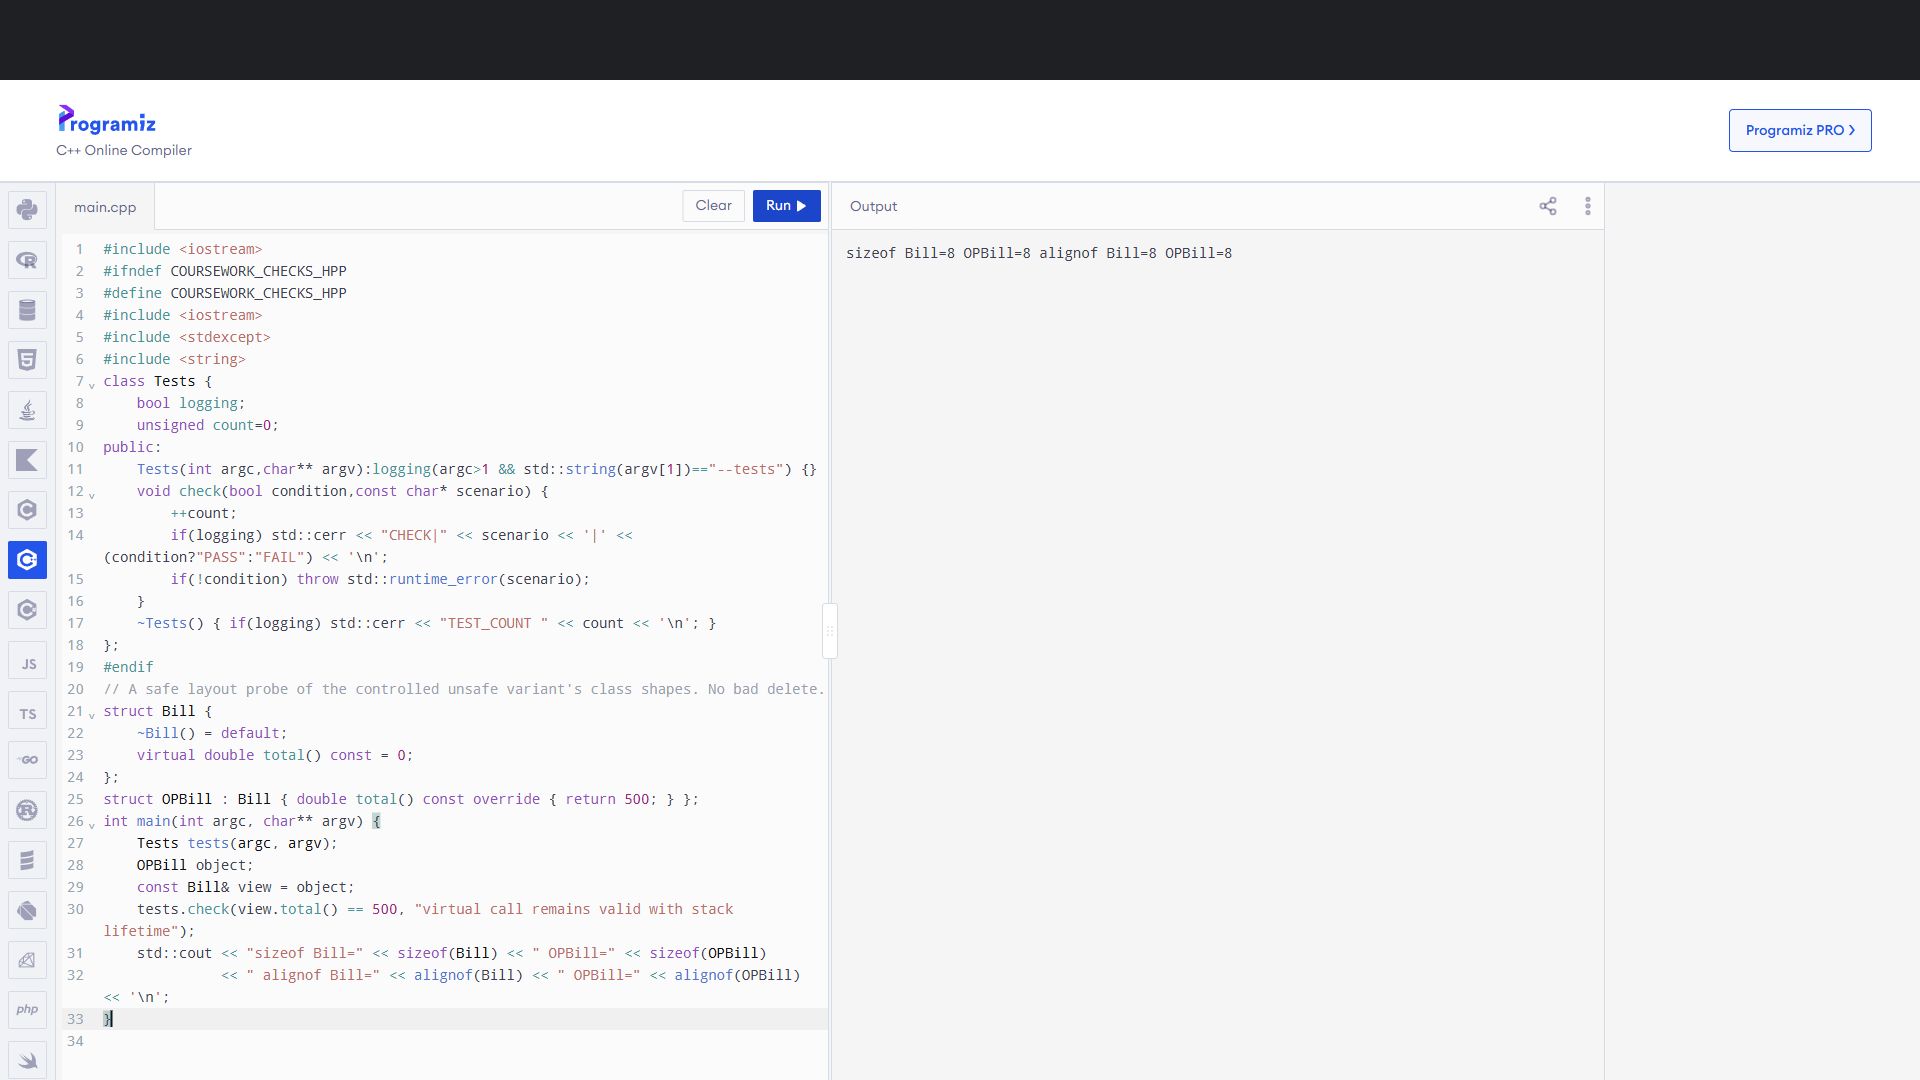 Programiz
C++ Online Compiler
Programiz PRO ❯
main.cpp
Clear
Run ▶
Output
1 #include <iostream>
2 #ifndef COURSEWORK_CHECKS_HPP
3 #define COURSEWORK_CHECKS_HPP
4 #include <iostream>
5 #include <stdexcept>
6 #include <string>
7 class Tests {
8     bool logging;
9     unsigned count=0;
10 public:
11     Tests(int argc,char** argv):logging(argc>1 && std::string(argv[1])=="--tests") {}
12     void check(bool condition,const char* scenario) {
13         ++count;
14         if(logging) std::cerr << "CHECK|" << scenario << '|' <<
(condition?"PASS":"FAIL") << '\n';
15         if(!condition) throw std::runtime_error(scenario);
16     }
17     ~Tests() { if(logging) std::cerr << "TEST_COUNT " << count << '\n'; }
18 };
19 #endif
20 // A safe layout probe of the controlled unsafe variant's class shapes. No bad delete.
21 struct Bill {
22     ~Bill() = default;
23     virtual double total() const = 0;
24 };
25 struct OPBill : Bill { double total() const override { return 500; } };
26 int main(int argc, char** argv) {
27     Tests tests(argc, argv);
28     OPBill object;
29     const Bill& view = object;
30     tests.check(view.total() == 500, "virtual call remains valid with stack
lifetime");
31     std::cout << "sizeof Bill=" << sizeof(Bill) << " OPBill=" << sizeof(OPBill)
32               << " alignof Bill=" << alignof(Bill) << " OPBill=" << alignof(OPBill)
<< '\n';
33 }
34
sizeof Bill=8 OPBill=8 alignof Bill=8 OPBill=8
JS
TS
GO
php